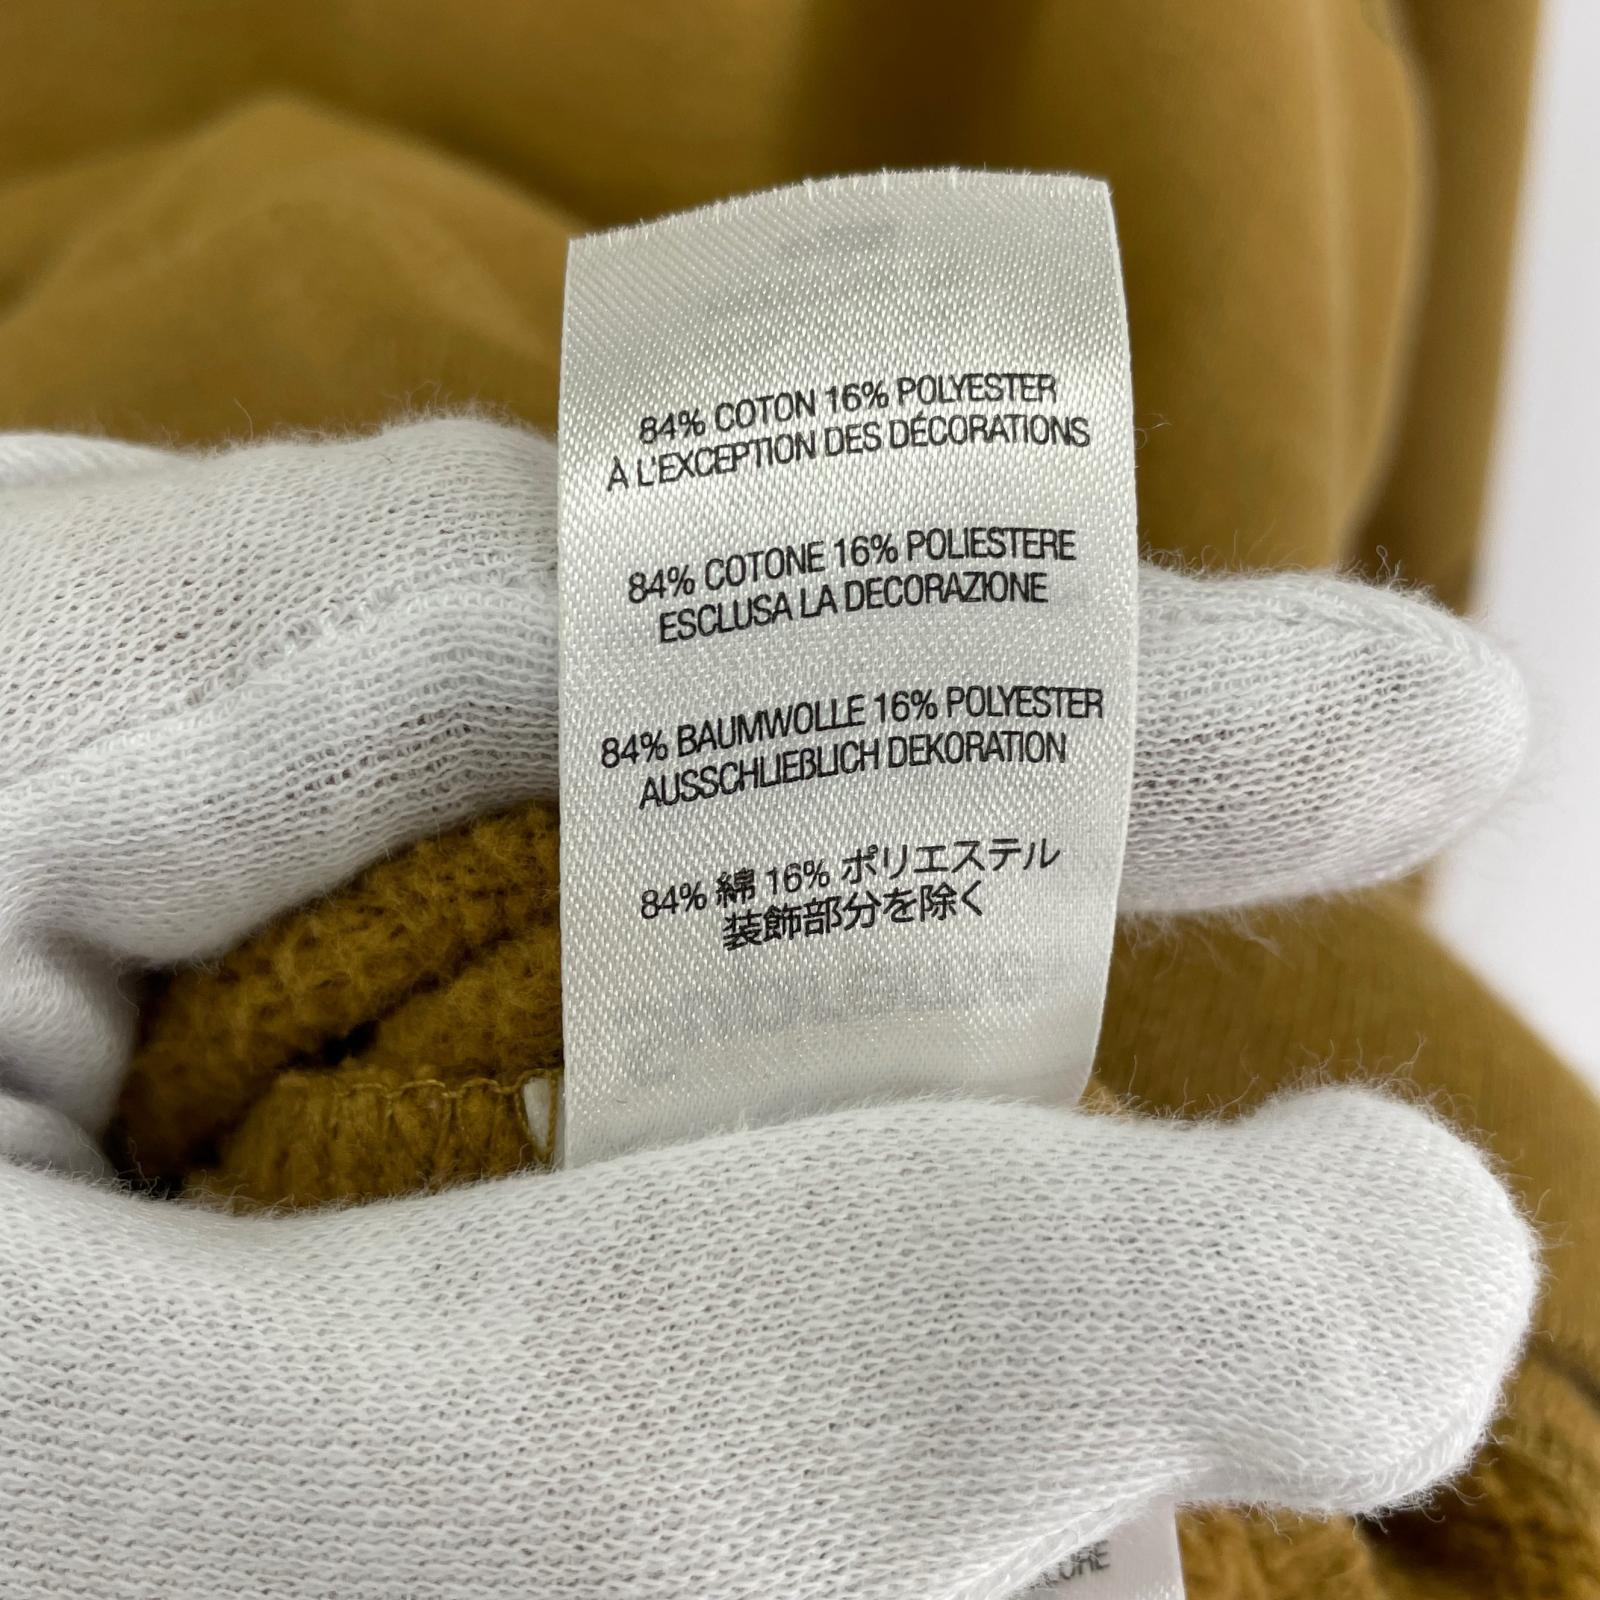 84% COTON 16% POLYESTER
À L'EXCEPTION DES DÉCORATIONS
84% COTONE 16% POLIESTERE
ESCLUSA LA DECORAZIONE
84% BAUMWOLLE 16% POLYESTER
AUSSCHLIEßLICH DEKORATION
84% 綿 16% ポリエステル
装飾部分を除く